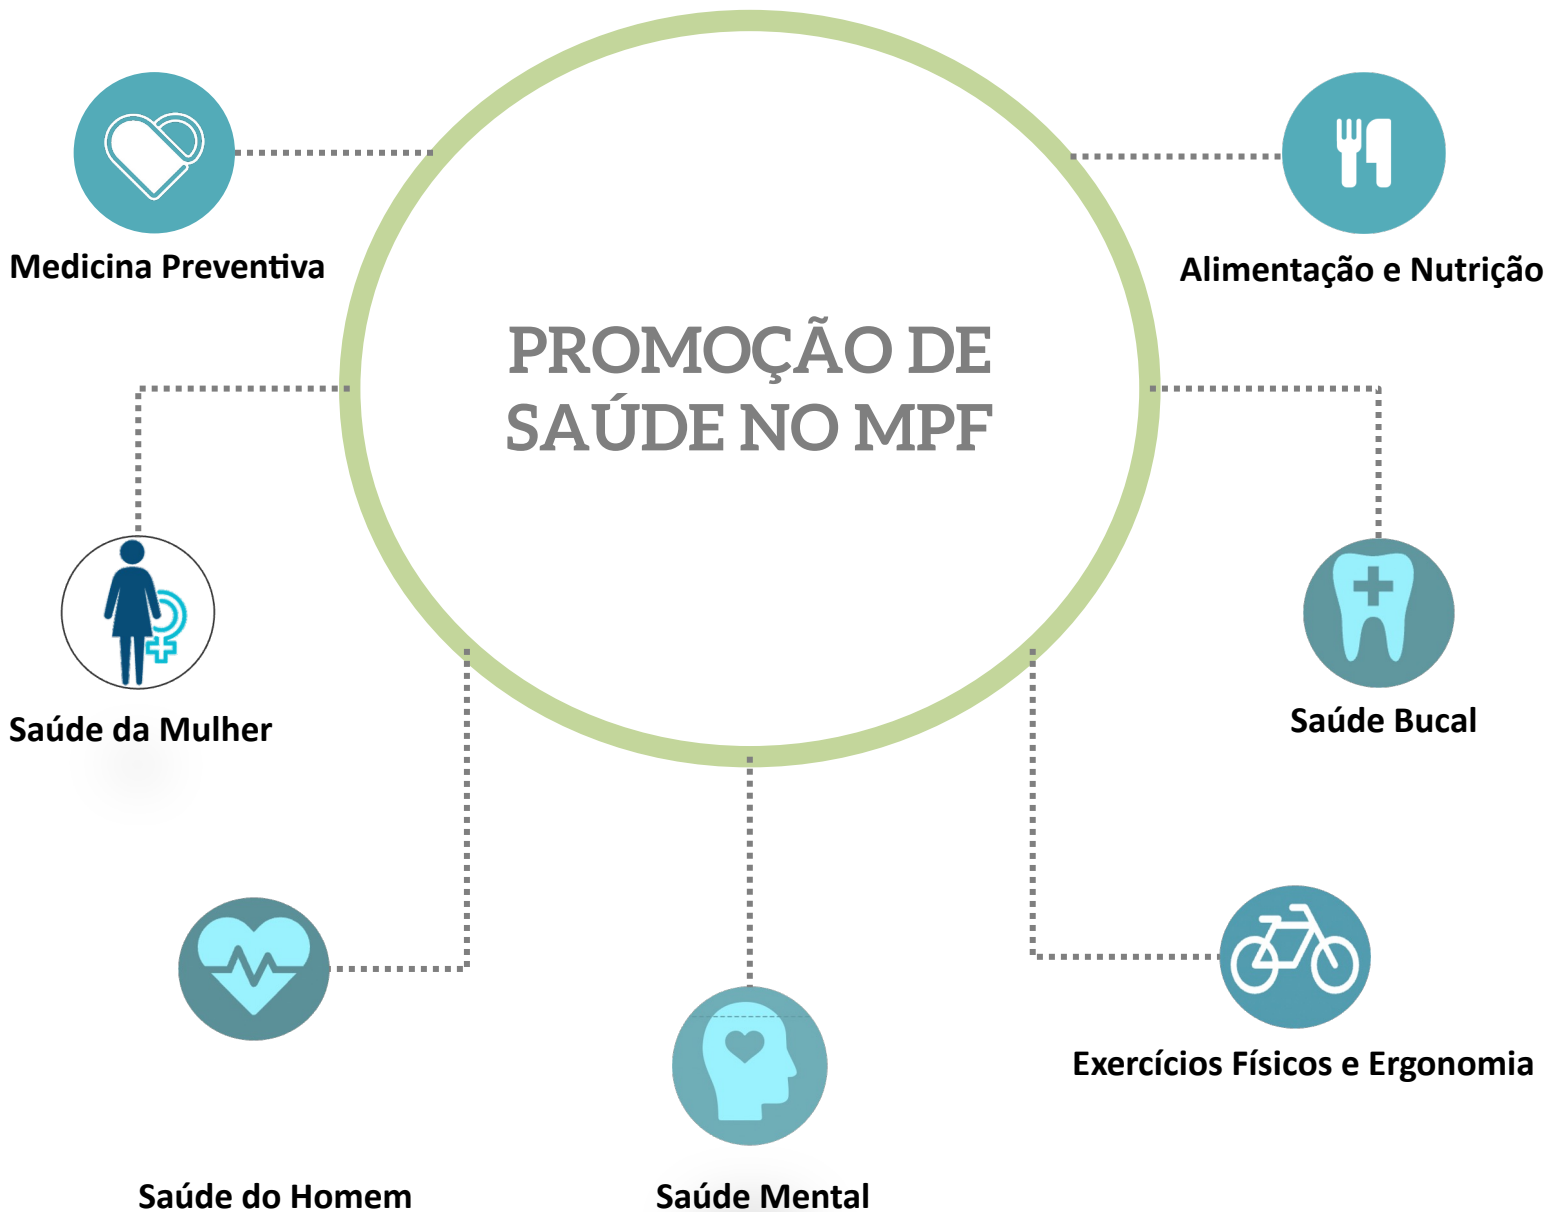 Medicina Preventiva
Alimentação e Nutrição
PROMOÇÃO DE
SAÚDE NO MPF
Saúde da Mulher
Saúde Bucal
Exercícios Físicos e Ergonomia
Saúde do Homem
Saúde Mental